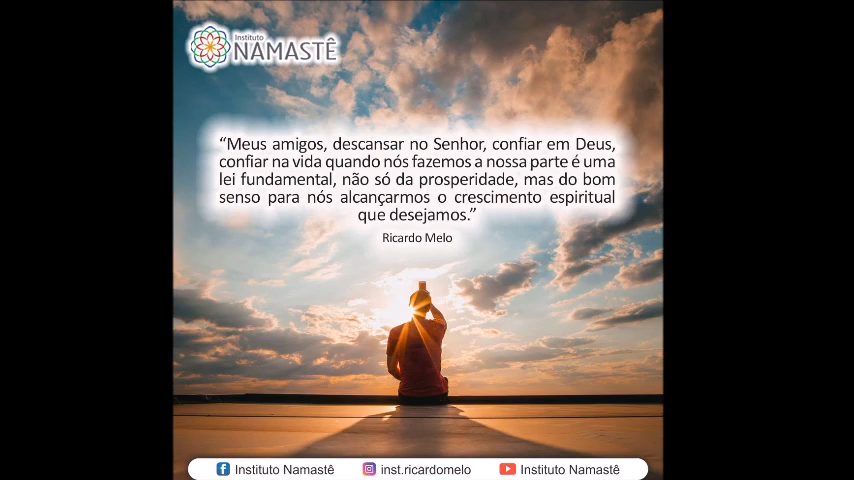 Instituto
NAMASTÊ
“Meus amigos, descansar no Senhor, confiar em Deus,
confiar na vida quando nós fazemos a nossa parte é uma
lei fundamental, não só da prosperidade, mas do bom
senso para nós alcançarmos o crescimento espiritual
que desejamos.”
Ricardo Melo
Instituto Namastê inst.ricardomelo Instituto Namastê